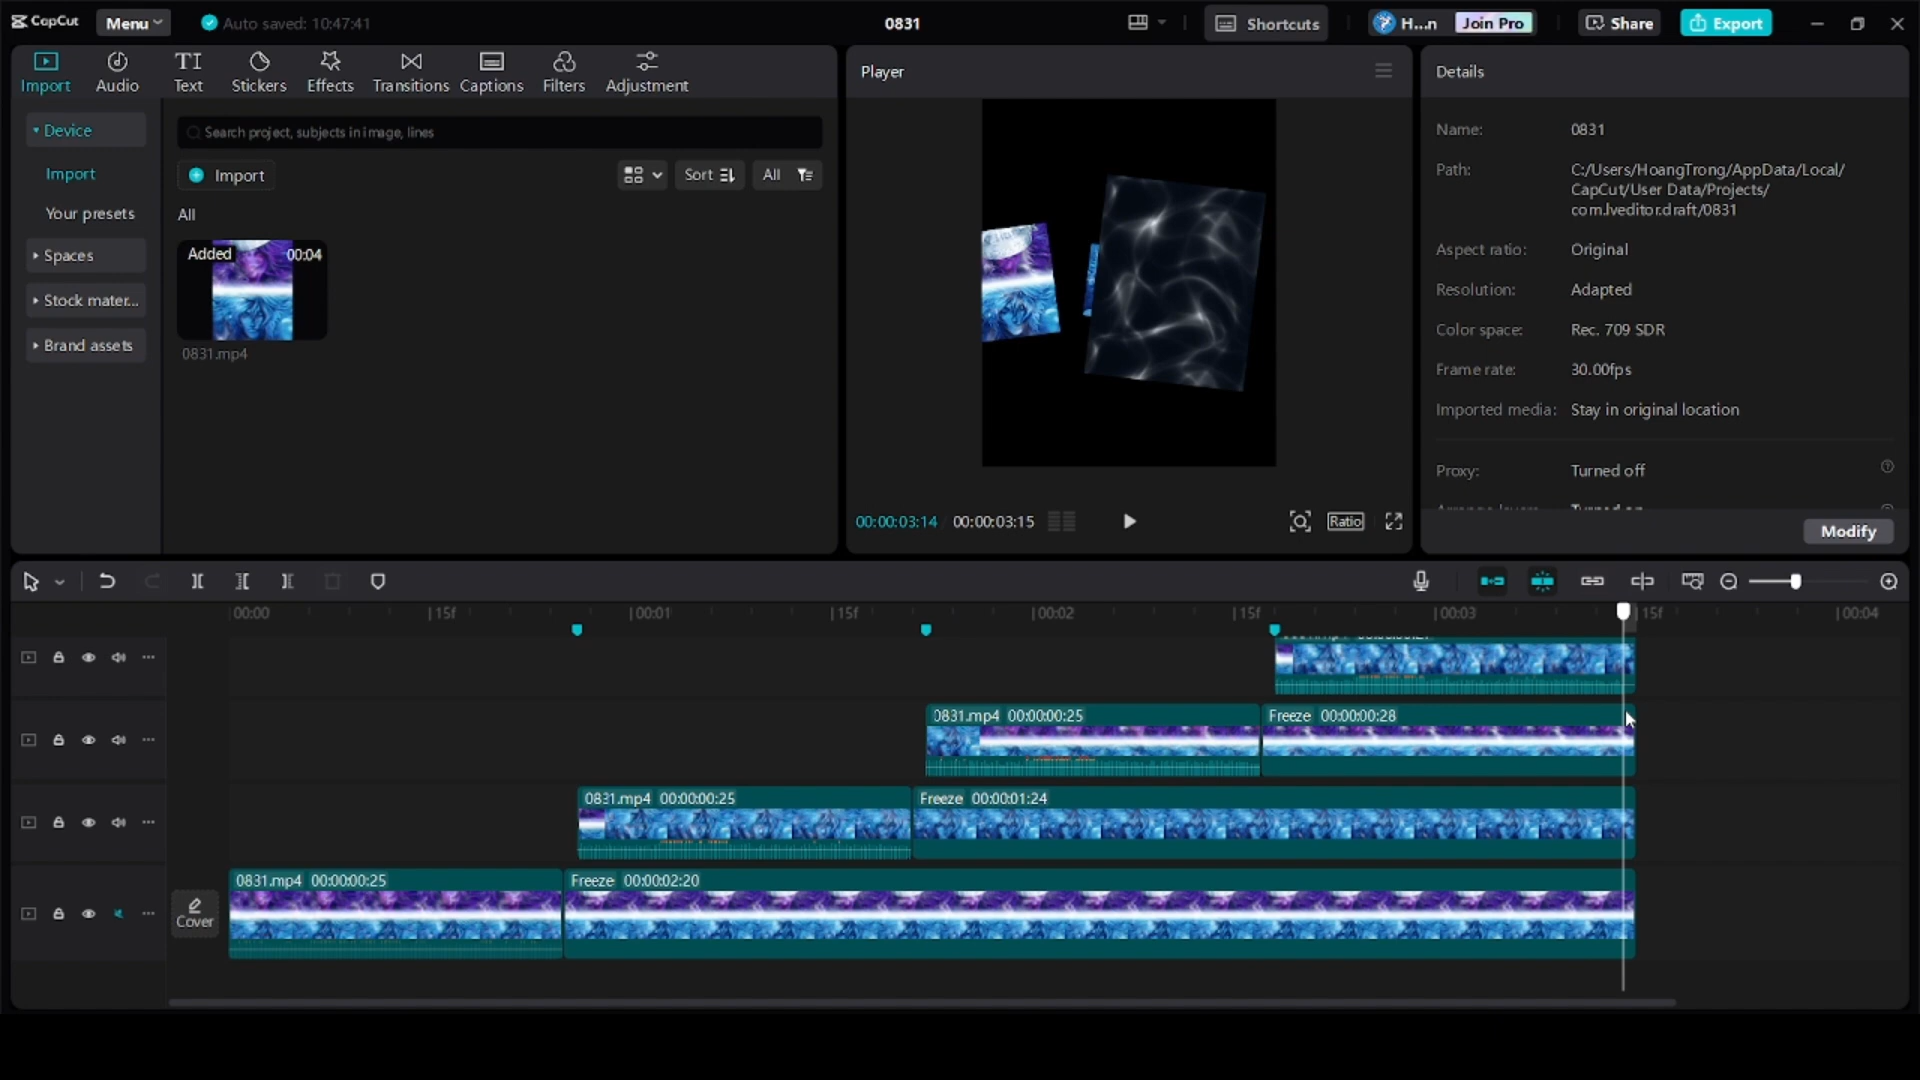 CapCut
Menu
Auto saved: 10:47:41
0831
Shortcuts
H...n
Join Pro
Share
Export
Import
Audio
TI
Text
Stickers
Effects
Transitions
Captions
Filters
Adjustment
Player
Details
Device
Import
Your presets
Spaces
Stock mater...
Brand assets
Search project, subjects in image, lines
Import
Sort
All
All
Added
00:04
0831.mp4
00:00:03:14
00:00:03:15
Ratio
Name:
0831
Path:
C:/Users/HoangTrong/AppData/Local/
CapCut/User Data/Projects/
com.lveditor.draft/0831
Aspect ratio:
Original
Resolution:
Adapted
Color space:
Rec. 709 SDR
Frame rate:
30.00fps
Imported media:
Stay in original location
Proxy:
Turned off
Modify
00:00
15f
00:01
15f
00:02
15f
00:03
15f
00:04
0831.mp4 00:00:00:25
Freeze 00:00:00:28
0831.mp4 00:00:00:25
Freeze 00:00:01:24
0831.mp4 00:00:00:25
Freeze 00:00:02:20
Cover